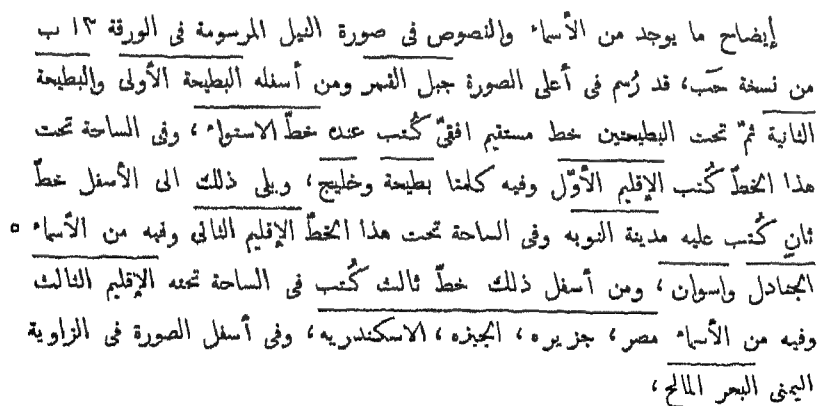 إيضاح ما يوجد من الأسماء والنصوص فى صورة النيل المرسومة فى الورقة ١٣ ب
من نسخة حَب، قد رُسم فى أعلى الصورة جبل القمر ومن أسفله البطيحة الأولى والبطيحة
الثانية ثمّ تحت البطيحتين خط مستقيم افقىّ كُتب عنده خطّ الاستواء، وفى الساحة تحت
هذا الخطّ كُتب الإقليم الأوّل وفيه كلمتا بطيحة وخليج، ويلى ذلك الى الأسفل خطّ
ثانٍ كُتب عليه مدينة النوبه وفى الساحة تحت هذا الخطّ الإقليم الثانى وفيه من الأسماء ٥
الجنادل واسوان، ومن أسفل ذلك خطّ ثالث كُتب فى الساحة تحته الإقليم الثالث
وفيه من الأسماء مصر، جزيره، الجيزه، الاسكندريه، وفى أسفل الصورة فى الزاوية
اليمنى البحر المالح،